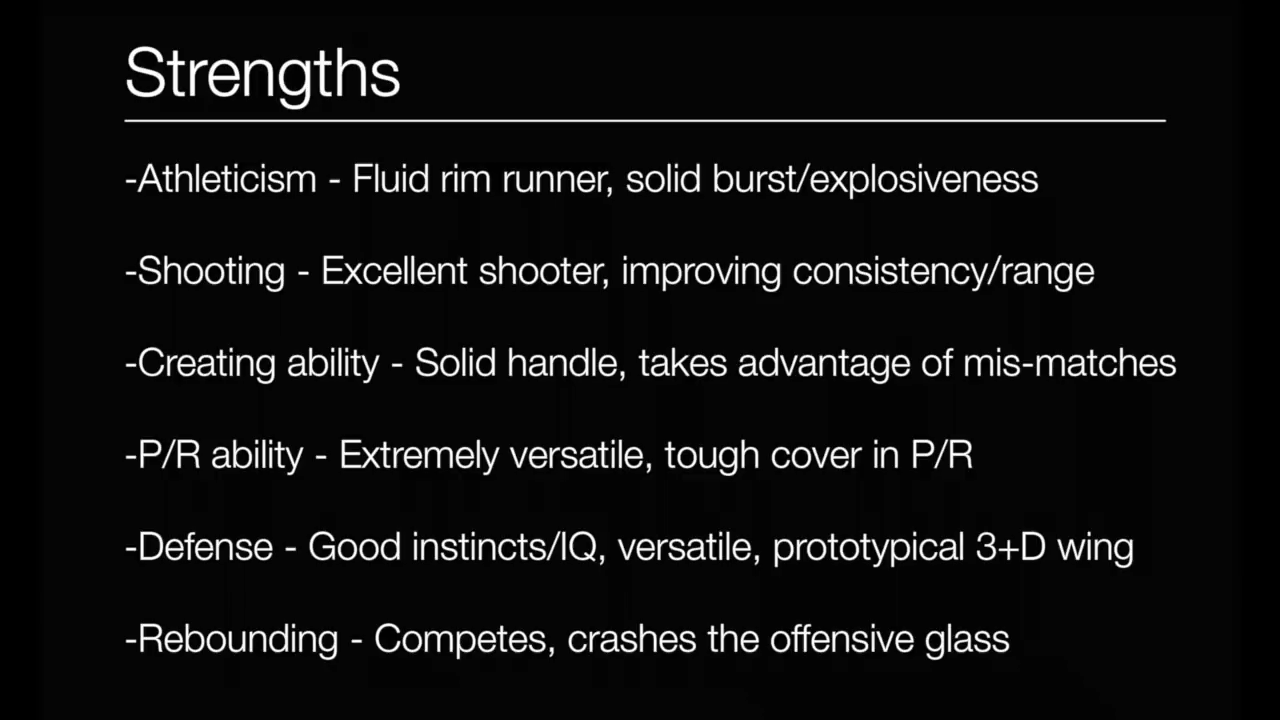 Strengths
-Athleticism - Fluid rim runner, solid burst/explosiveness
-Shooting - Excellent shooter, improving consistency/range
-Creating ability - Solid handle, takes advantage of mis-matches
-P/R ability - Extremely versatile, tough cover in P/R
-Defense - Good instincts/IQ, versatile, prototypical 3+D wing
-Rebounding - Competes, crashes the offensive glass